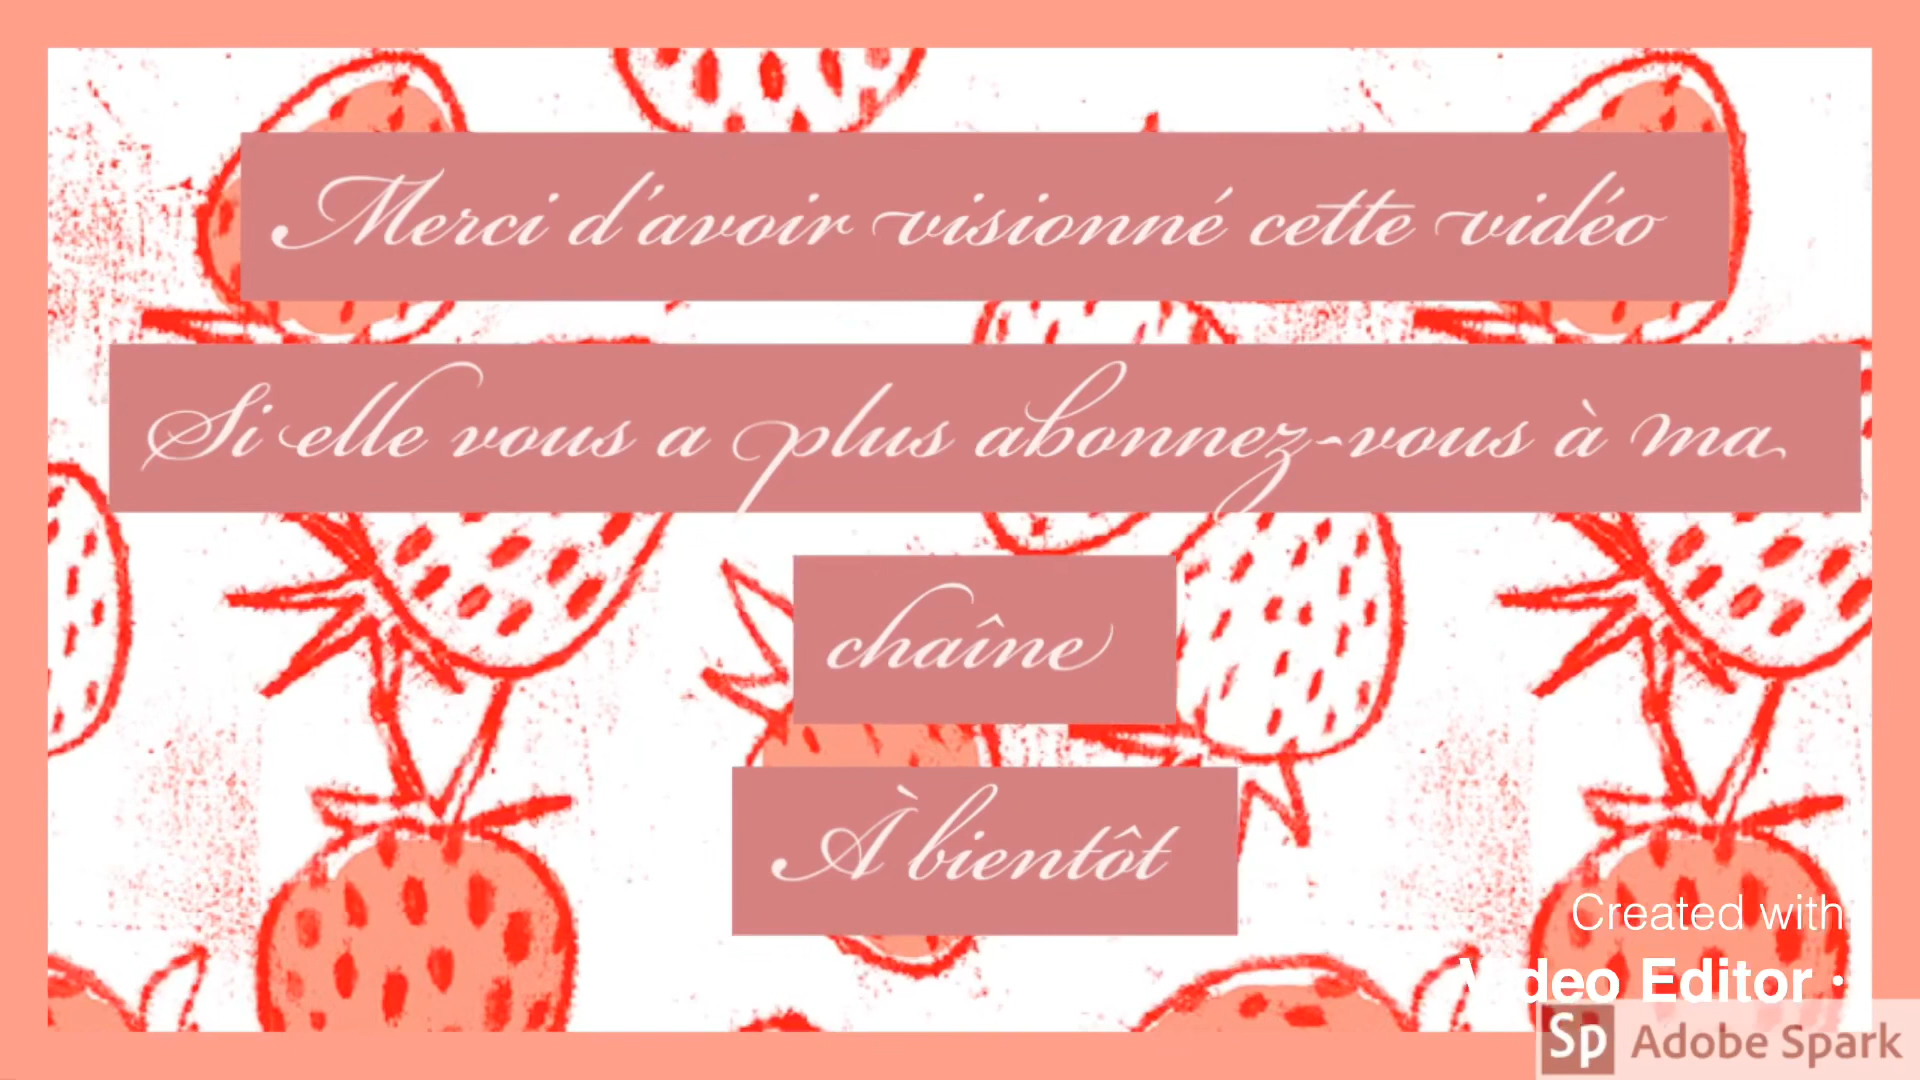 Merci d'avoir visionné cette vidéo
Si elle vous a plus abonnez-vous à ma
chaîne
À bientôt
Created with
Video Editor ·
Sp Adobe Spark